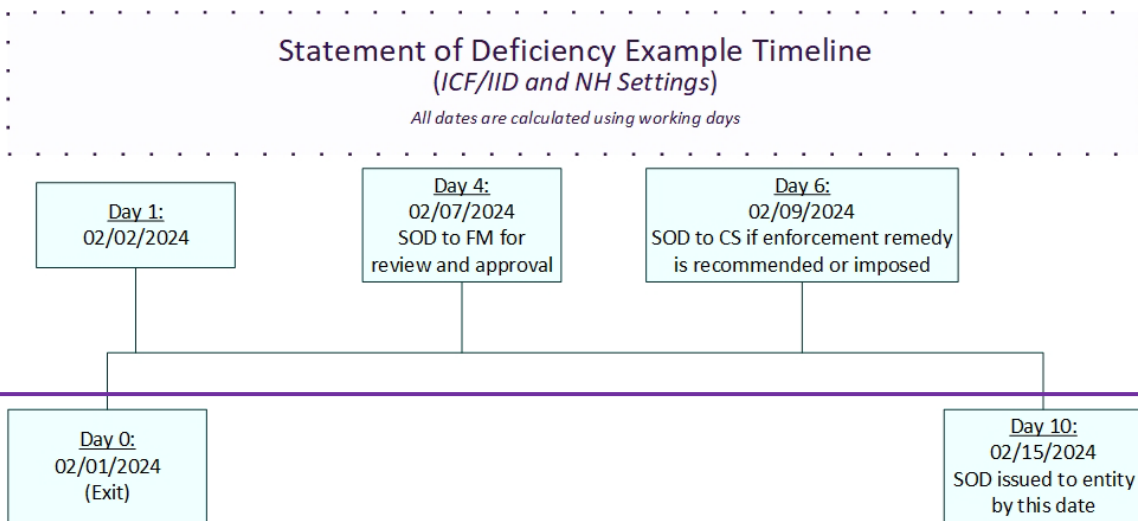 Statement of Deficiency Example Timeline
(ICF/IID and NH Settings)
All dates are calculated using working days
Day 1:
02/02/2024
Day 4:
02/07/2024
SOD to FM for
review and approval
Day 6:
02/09/2024
SOD to CS if enforcement remedy
is recommended or imposed
Day 0:
02/01/2024
(Exit)
Day 10:
02/15/2024
SOD issued to entity
by this date